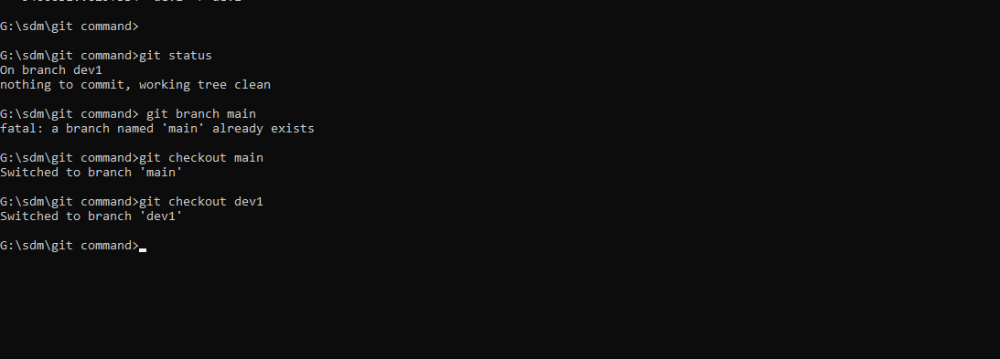 G:\sdm\git command>
G:\sdm\git command>git status
On branch dev1
nothing to commit, working tree clean
G:\sdm\git command> git branch main
fatal: a branch named 'main' already exists
G:\sdm\git command>git checkout main
Switched to branch 'main'
G:\sdm\git command>git checkout dev1
Switched to branch 'dev1'
G:\sdm\git command>